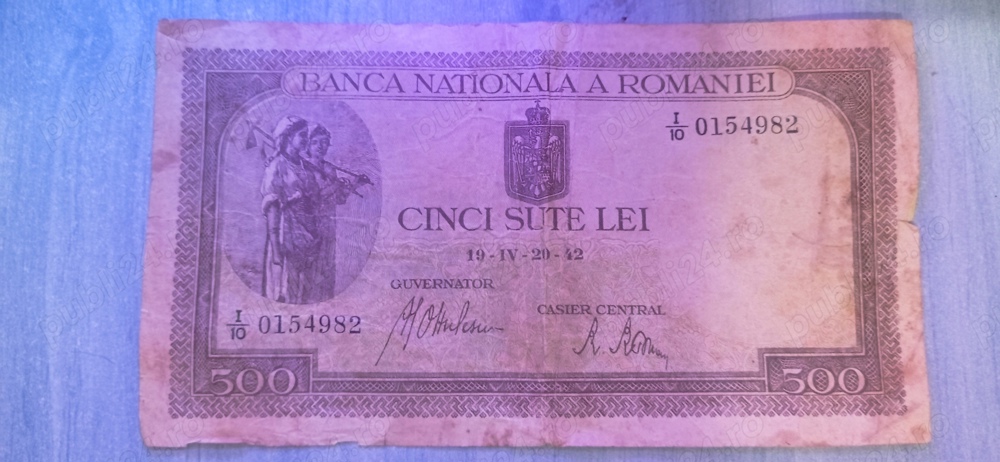 BANCA NATIONALA A ROMANIEI
I/10 0154982
CINCI SUTE LEI
19-IV-20-42
GUVERNATOR
CASIER CENTRAL
I/10 0154982
500
500